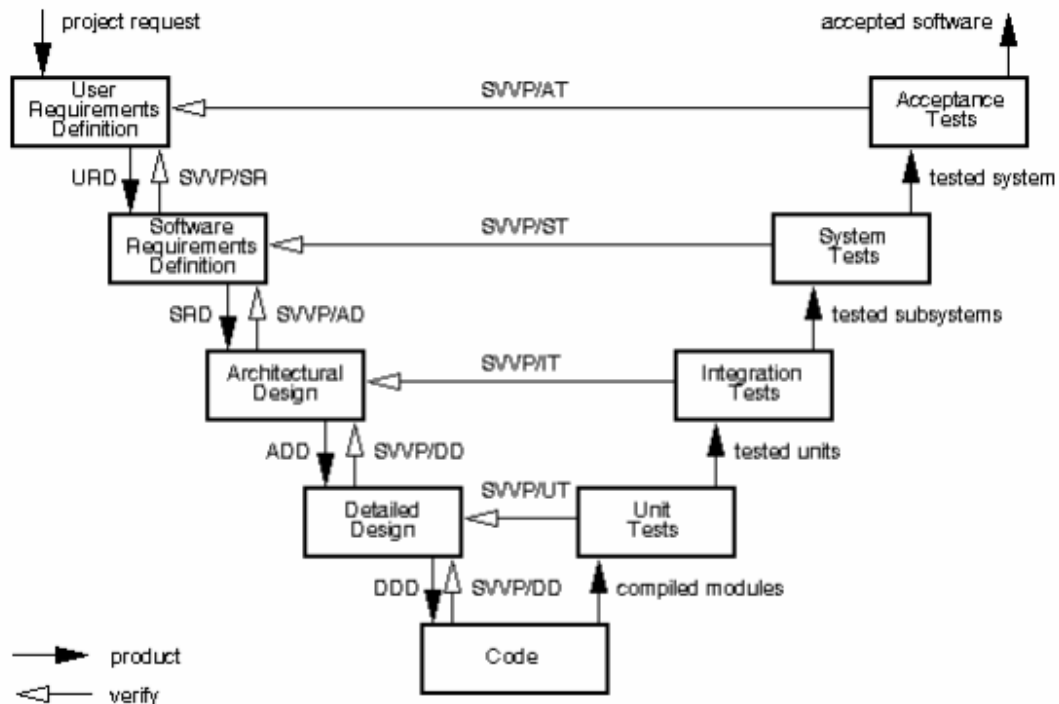 project request
accepted software
User
Requirements
Definition
SVVP/AT
Acceptance
Tests
URD
SVVP/SR
tested system
Software
Requirements
Definition
SVVP/ST
System
Tests
SRD
SVVP/AD
tested subsystems
Architectural
Design
SVVP/IT
Integration
Tests
ADD
SVVP/DD
tested units
Detailed
Design
SVVP/UT
Unit
Tests
DDD
SVVP/DD
compiled modules
Code
product
verify